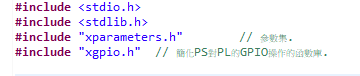 #include <stdio.h>
#include <stdlib.h>
#include "xparameters.h" // 參數集.
#include "xgpio.h" // 簡化PS對PL的GPIO操作的函數庫.